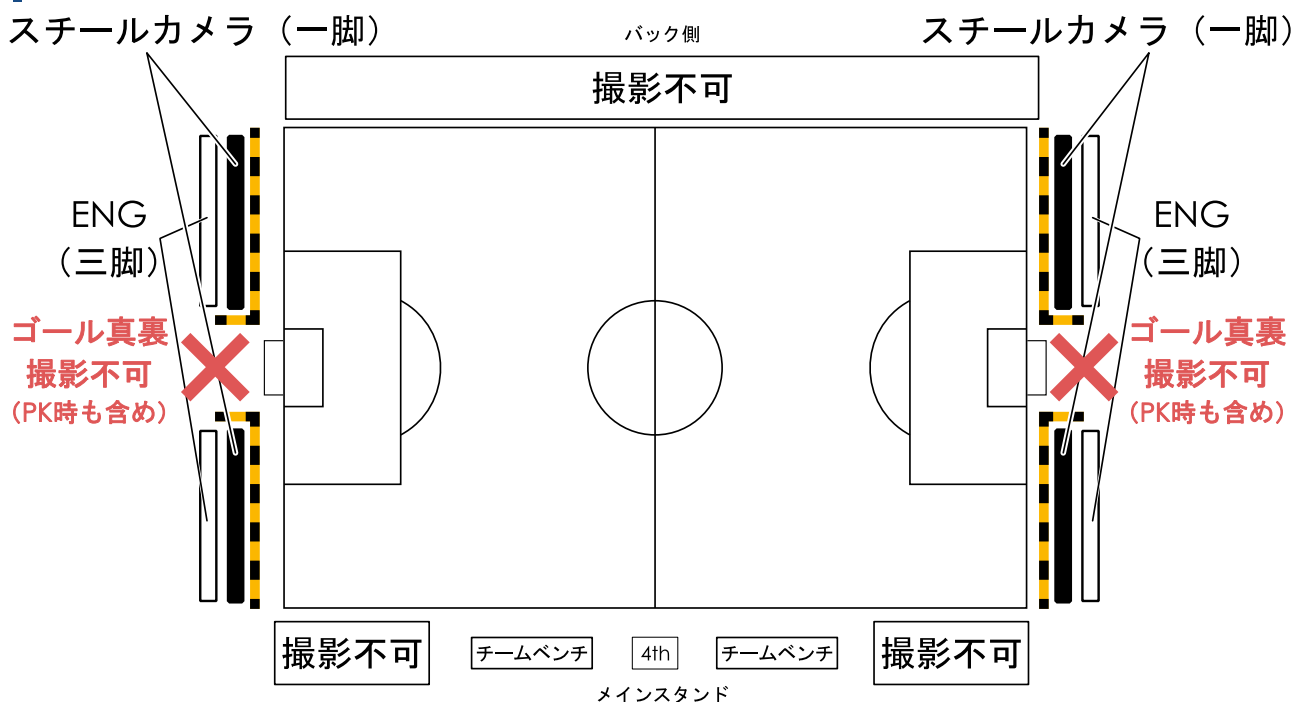 スチールカメラ（一脚）
バック側
スチールカメラ（一脚）
撮影不可
ENG
（三脚）
ENG
（三脚）
ゴール真裏
撮影不可
（PK時も含め）
ゴール真裏
撮影不可
（PK時も含め）
撮影不可
チームベンチ
4th
チームベンチ
撮影不可
メインスタンド